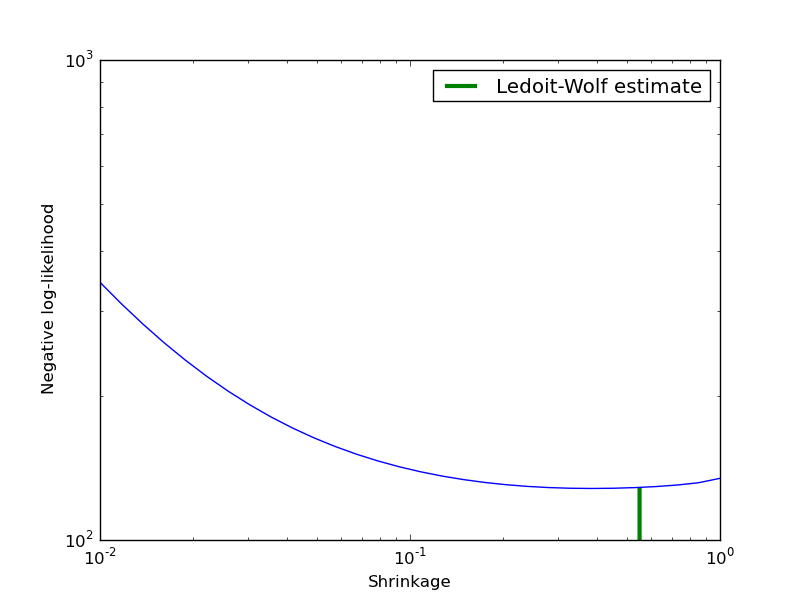 10³
Ledoit-Wolf estimate
Negative log-likelihood
10²
10⁻² 10⁻¹ 10⁰
Shrinkage